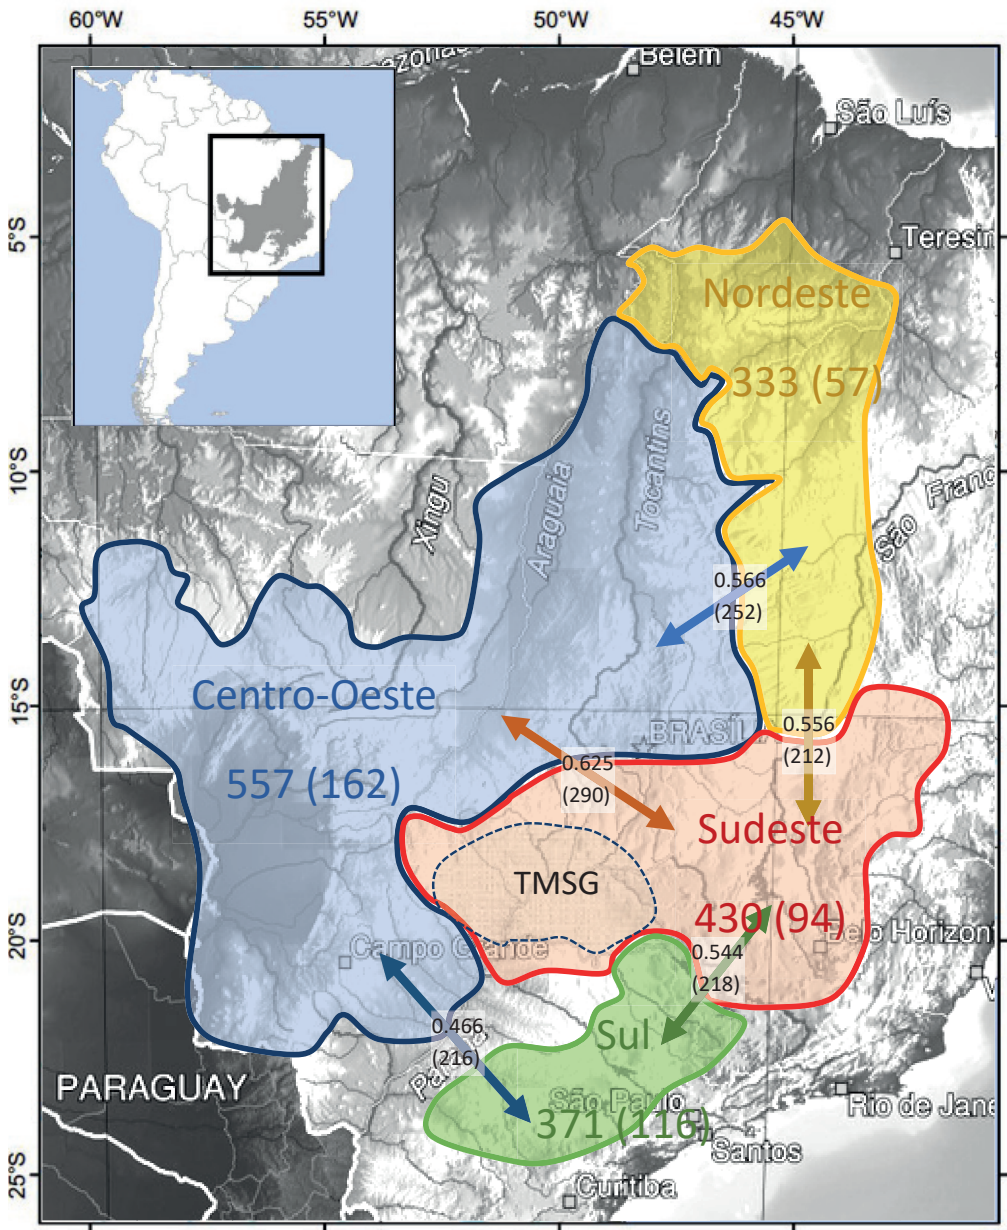 60°W 55°W 50°W 45°W
Belém
São Luís
5°S
Teresin
Nordeste
333 (57)
10°S
Xingu
Araguaia
Tocantins
São Franc
0.566
(252)
Centro-Oeste
557 (162)
15°S
BRASÍL
0.556
(212)
0.625
(290)
Sudeste
TMSG
430 (94)
20°S
Campo Grande
Belo Horizont
0.544
(218)
0.466
(216)
Sul
PARAGUAY
São Paulo
371 (116)
Rio de Jane
Santos
25°S
Curitiba